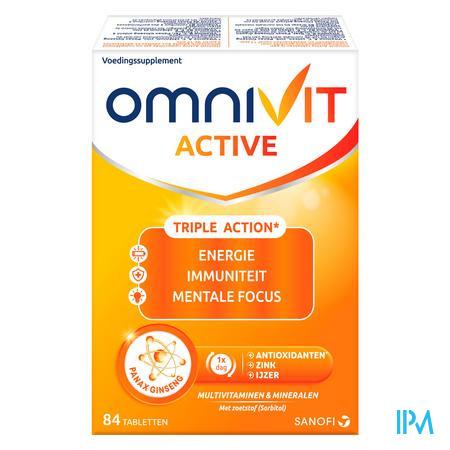 Voedingssupplement
OMNIVIT
ACTIVE
TRIPLE ACTION*
ENERGIE
IMMUNITEIT
MENTALE FOCUS
PANAX GINSENG
1x
dag
+ ANTIOXIDANTEN*
+ ZINK
+ IJZER
MULTIVITAMINEN & MINERALEN
Met zoetstof (Sorbitol)
84 TABLETTEN
SANOFI
IPM